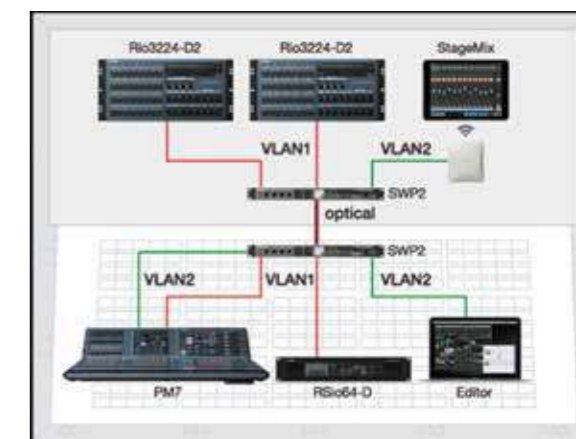 Rio3224-D2 Rio3224-D2 StageMix
VLAN1 VLAN2
SWP2
optical
SWP2
VLAN2 VLAN1 VLAN2
PM7 RSio64-D Editor